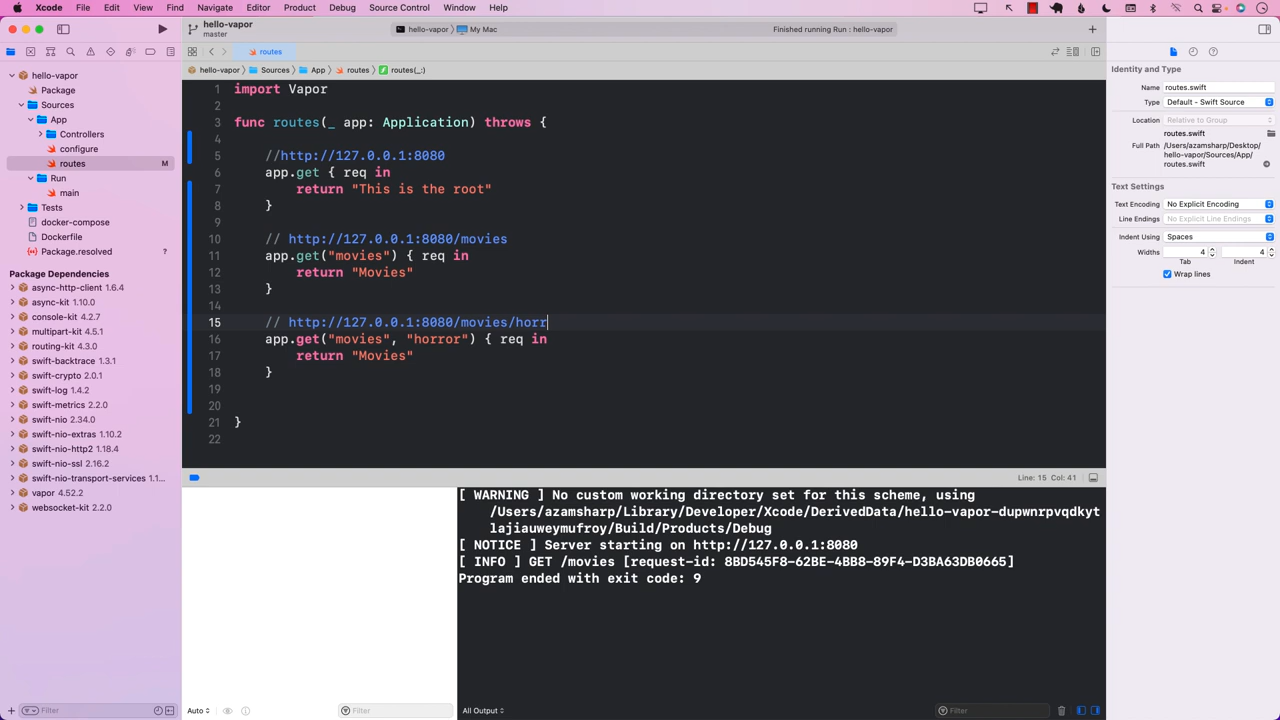 Xcode File Edit View Find Navigate Editor Product Debug Source Control Window Help
hello-vapor
master
hello-vapor My Mac
Finished running Run : hello-vapor
routes
hello-vapor Sources App routes routes(_:)
hello-vapor
Package
Sources
App
Controllers
configure
routes M
Run
main
Tests
docker-compose
Dockerfile
Package.resolved ?
Package Dependencies
async-http-client 1.6.4
async-kit 1.10.0
console-kit 4.2.7
multipart-kit 4.5.1
routing-kit 4.3.0
swift-backtrace 1.3.1
swift-crypto 2.0.1
swift-log 1.4.2
swift-metrics 2.2.0
swift-nio 2.34.0
swift-nio-extras 1.10.2
swift-nio-http2 1.18.4
swift-nio-ssl 2.16.2
swift-nio-transport-services 1.1...
vapor 4.52.2
websocket-kit 2.2.0
Filter
1 import Vapor
2
3 func routes(_ app: Application) throws {
4
5 //http://127.0.0.1:8080
6 app.get { req in
7 return "This is the root"
8 }
9
10 // http://127.0.0.1:8080/movies
11 app.get("movies") { req in
12 return "Movies"
13 }
14
15 // http://127.0.0.1:8080/movies/horr
16 app.get("movies", "horror") { req in
17 return "Movies"
18 }
19
20
21 }
22
Line: 15 Col: 41
[ WARNING ] No custom working directory set for this scheme, using
/Users/azamsharp/Library/Developer/Xcode/DerivedData/hello-vapor-dupwnrpvqdkyt
lajiauweymufroy/Build/Products/Debug
[ NOTICE ] Server starting on http://127.0.0.1:8080
[ INFO ] GET /movies [request-id: 8BD545F8-62BE-4BB8-89F4-D3BA63DB0665]
Program ended with exit code: 9
Auto
Filter
All Output
Filter
Identity and Type
Name routes.swift
Type Default - Swift Source
Location Relative to Group
routes.swift
Full Path /Users/azamsharp/Desktop/
hello-vapor/Sources/App/
routes.swift
Text Settings
Text Encoding No Explicit Encoding
Line Endings No Explicit Line Endings
Indent Using Spaces
Widths 4 4
Tab Indent
Wrap lines